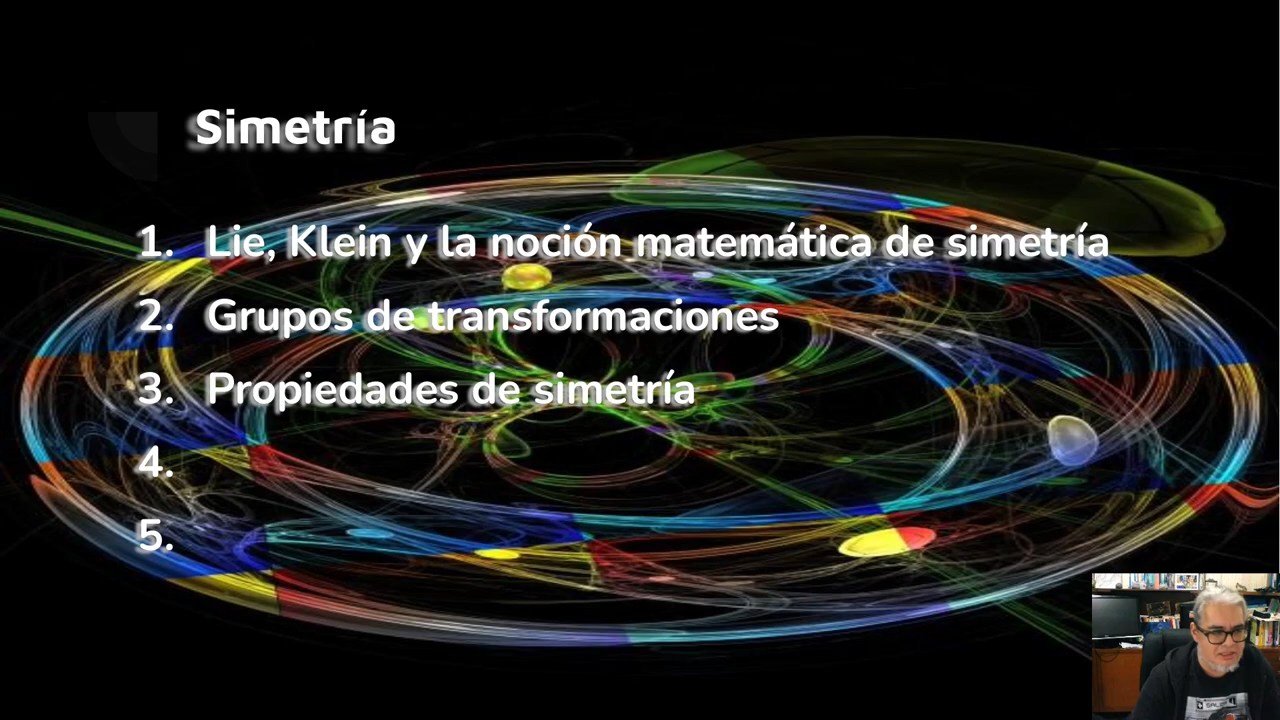 Simetría
1. Lie, Klein y la noción matemática de simetría
2. Grupos de transformaciones
3. Propiedades de simetría
4.
5.